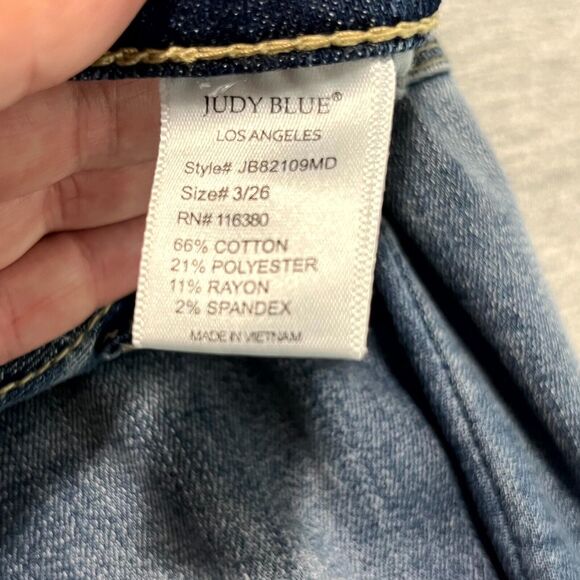 JUDY BLUE®
LOS ANGELES
Style# JB82109MD
Size# 3/26
RN# 116380
66% COTTON
21% POLYESTER
11% RAYON
2% SPANDEX
MADE IN VIETNAM